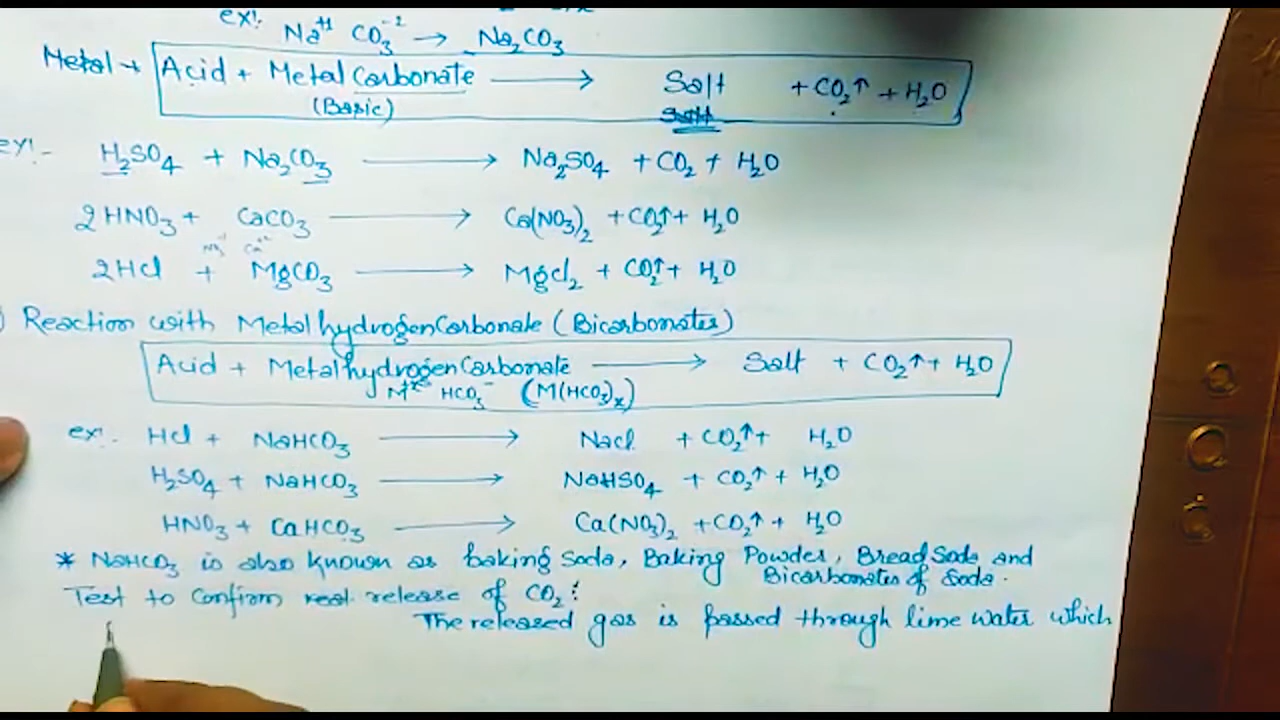 ex:- Na⁺¹ CO₃⁻² → Na₂CO₃
Metal + Acid + Metal Carbonate → Salt + CO₂↑ + H₂O
(Basic)
ex:- H₂SO₄ + Na₂CO₃ → Na₂SO₄ + CO₂ + H₂O
2HNO₃ + CaCO₃ → Ca(NO₃)₂ + CO₂↑ + H₂O
2HCl + MgCO₃ → MgCl₂ + CO₂↑ + H₂O
) Reaction with Metal hydrogen Carbonate (Bicarbonates)
Acid + Metal hydrogen Carbonate → Salt + CO₂↑ + H₂O
M⁺ˣ HCO₃⁻ (M(HCO₃)ₓ)
ex:- HCl + NaHCO₃ → NaCl + CO₂↑ + H₂O
H₂SO₄ + NaHCO₃ → NaHSO₄ + CO₂↑ + H₂O
HNO₃ + CaHCO₃ → Ca(NO₃)₂ + CO₂↑ + H₂O
* NaHCO₃ is also known as baking Soda, Baking Powder, Bread Soda and
Bicarbonates of Soda.
Test to Confirm release of CO₂:
The released gas is passed through lime water which